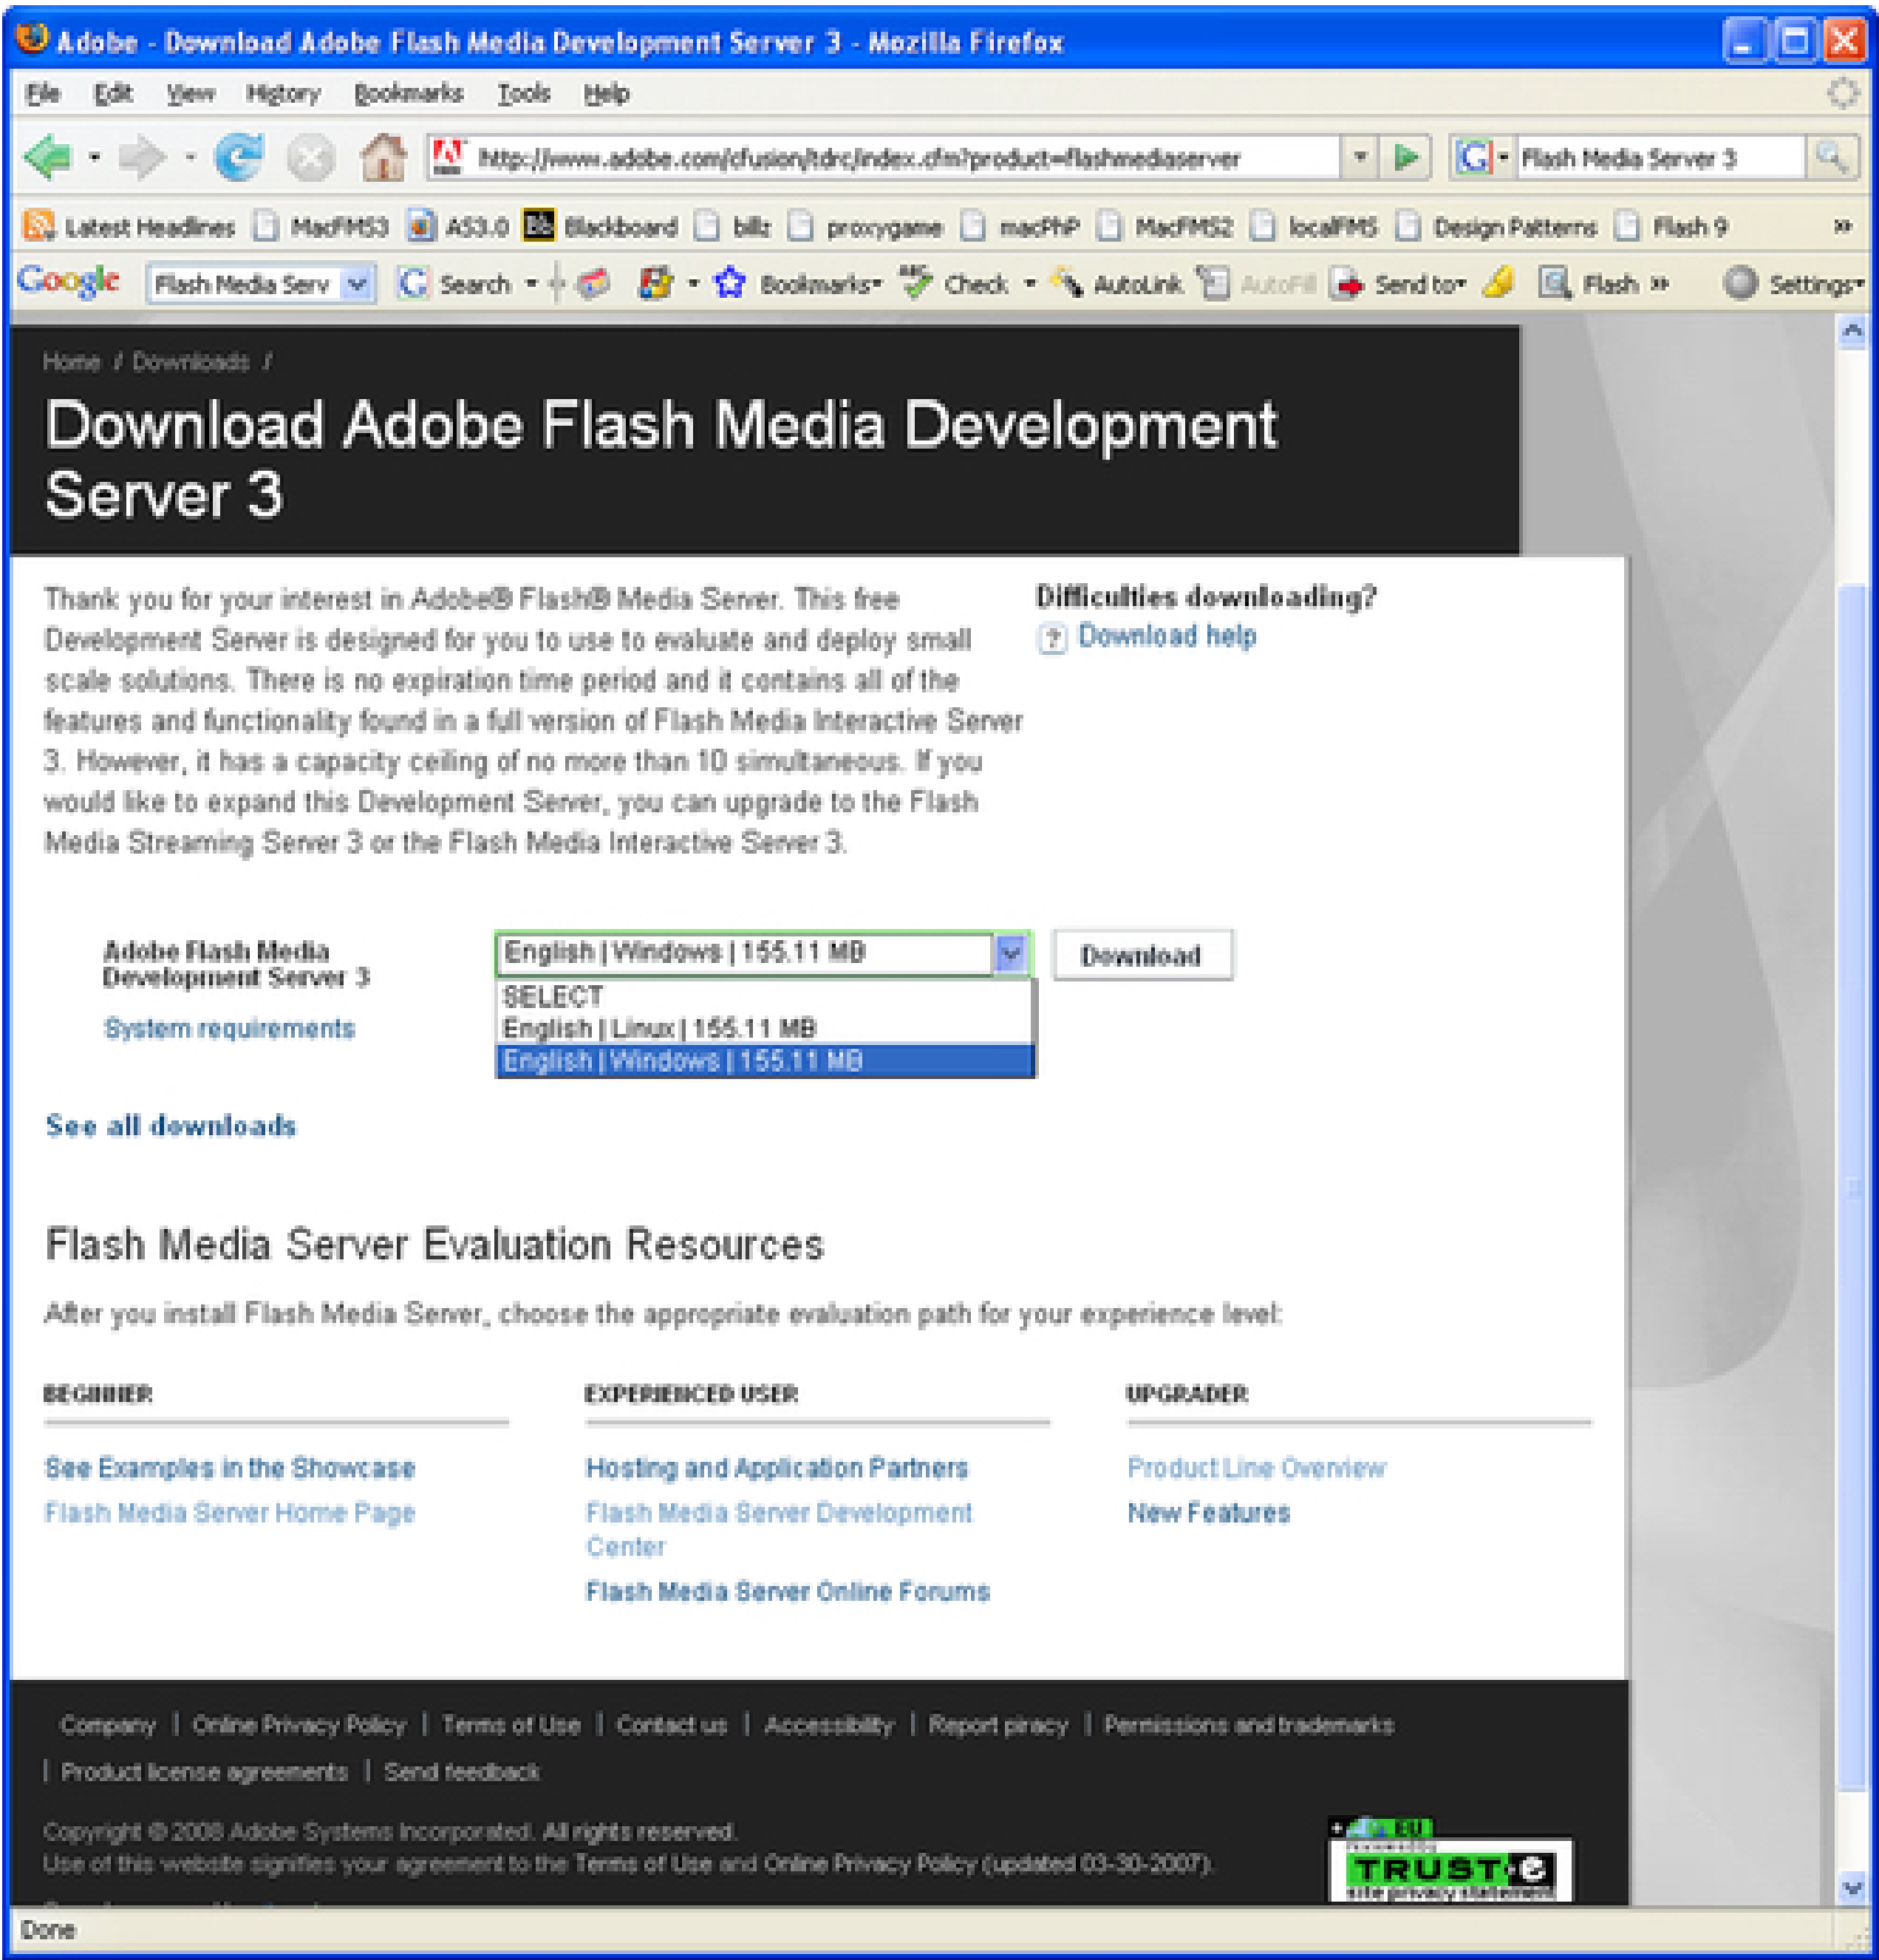 Adobe - Download Adobe Flash Media Development Server 3 - Mozilla Firefox
File Edit View History Bookmarks Tools Help
http://www.adobe.com/cfusion/tdrc/index.cfm?product=flashmediaserver G Flash Media Server 3
Latest Headlines MacFMS3 AS3.0 Bb Blackboard billz proxygame macPhP MacFMS2 localFMS Design Patterns Flash 9 »
Google Flash Media Serv G Search Bookmarks Check AutoLink AutoFill Send to Flash » Settings
Home / Downloads /
Download Adobe Flash Media Development
Server 3
Thank you for your interest in Adobe® Flash® Media Server. This free
Development Server is designed for you to use to evaluate and deploy small
scale solutions. There is no expiration time period and it contains all of the
features and functionality found in a full version of Flash Media Interactive Server
3. However, it has a capacity ceiling of no more than 10 simultaneous. If you
would like to expand this Development Server, you can upgrade to the Flash
Media Streaming Server 3 or the Flash Media Interactive Server 3.
Difficulties downloading?
? Download help
Adobe Flash Media
Development Server 3
System requirements
English | Windows | 155.11 MB
SELECT
English | Linux | 155.11 MB
English | Windows | 155.11 MB
Download
See all downloads
Flash Media Server Evaluation Resources
After you install Flash Media Server, choose the appropriate evaluation path for your experience level:
BEGINNER
See Examples in the Showcase
Flash Media Server Home Page
EXPERIENCED USER
Hosting and Application Partners
Flash Media Server Development
Center
Flash Media Server Online Forums
UPGRADER
Product Line Overview
New Features
Company | Online Privacy Policy | Terms of Use | Contact us | Accessibility | Report piracy | Permissions and trademarks
| Product license agreements | Send feedback
Copyright © 2008 Adobe Systems Incorporated. All rights reserved.
Use of this website signifies your agreement to the Terms of Use and Online Privacy Policy (updated 03-30-2007).
EU
TRUSTe
site privacy statement
Done